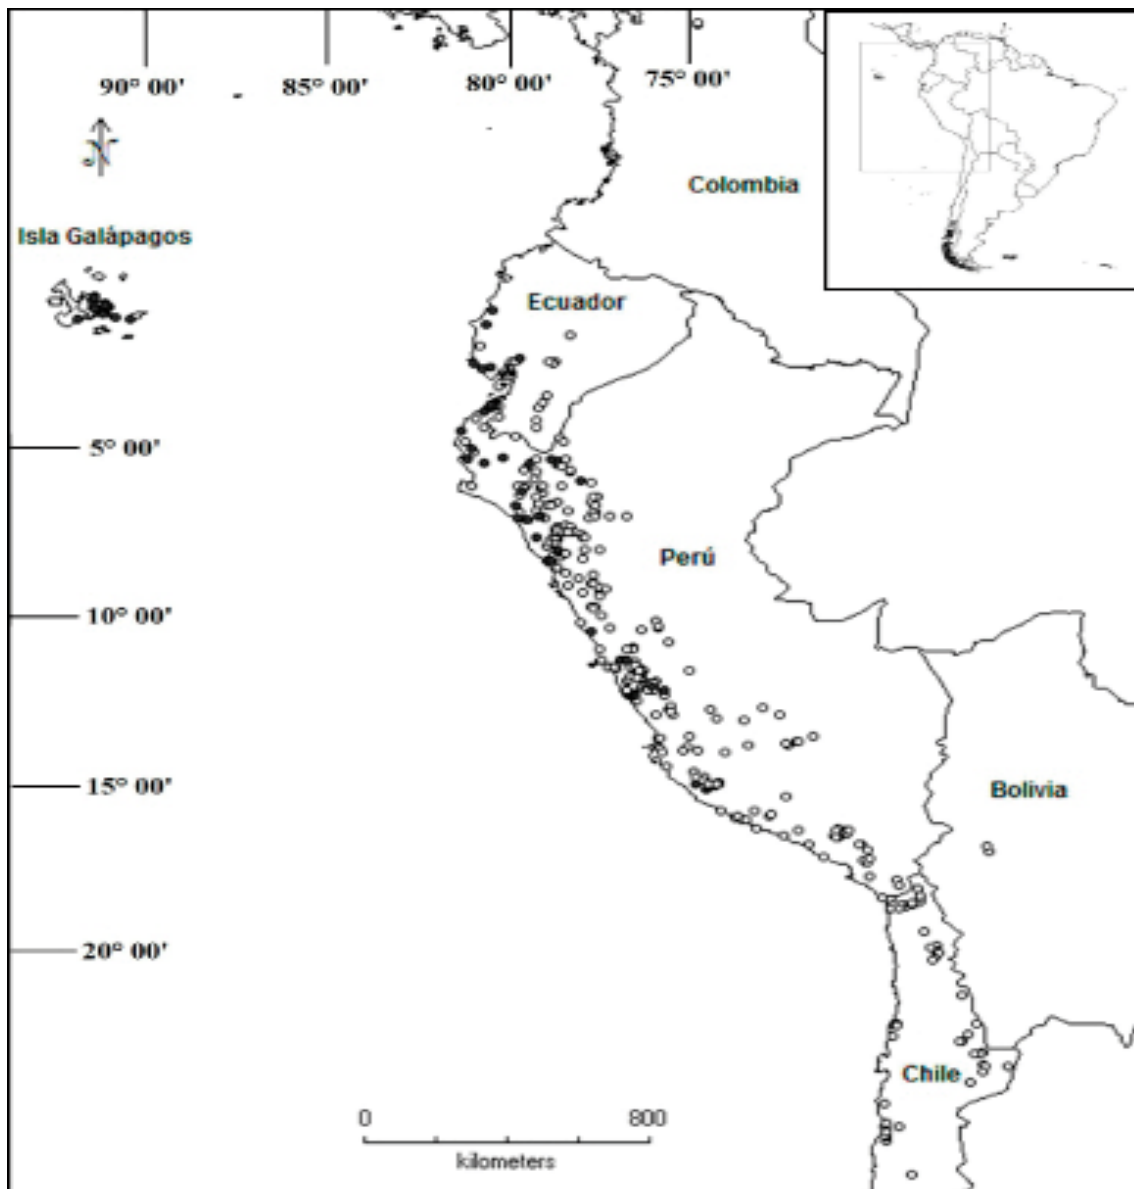 90° 00'
85° 00'
80° 00'
75° 00'
N
Colombia
Isla Galápagos
Ecuador
5° 00'
Perú
10° 00'
15° 00'
Bolivia
20° 00'
Chile
0 800
kilometers